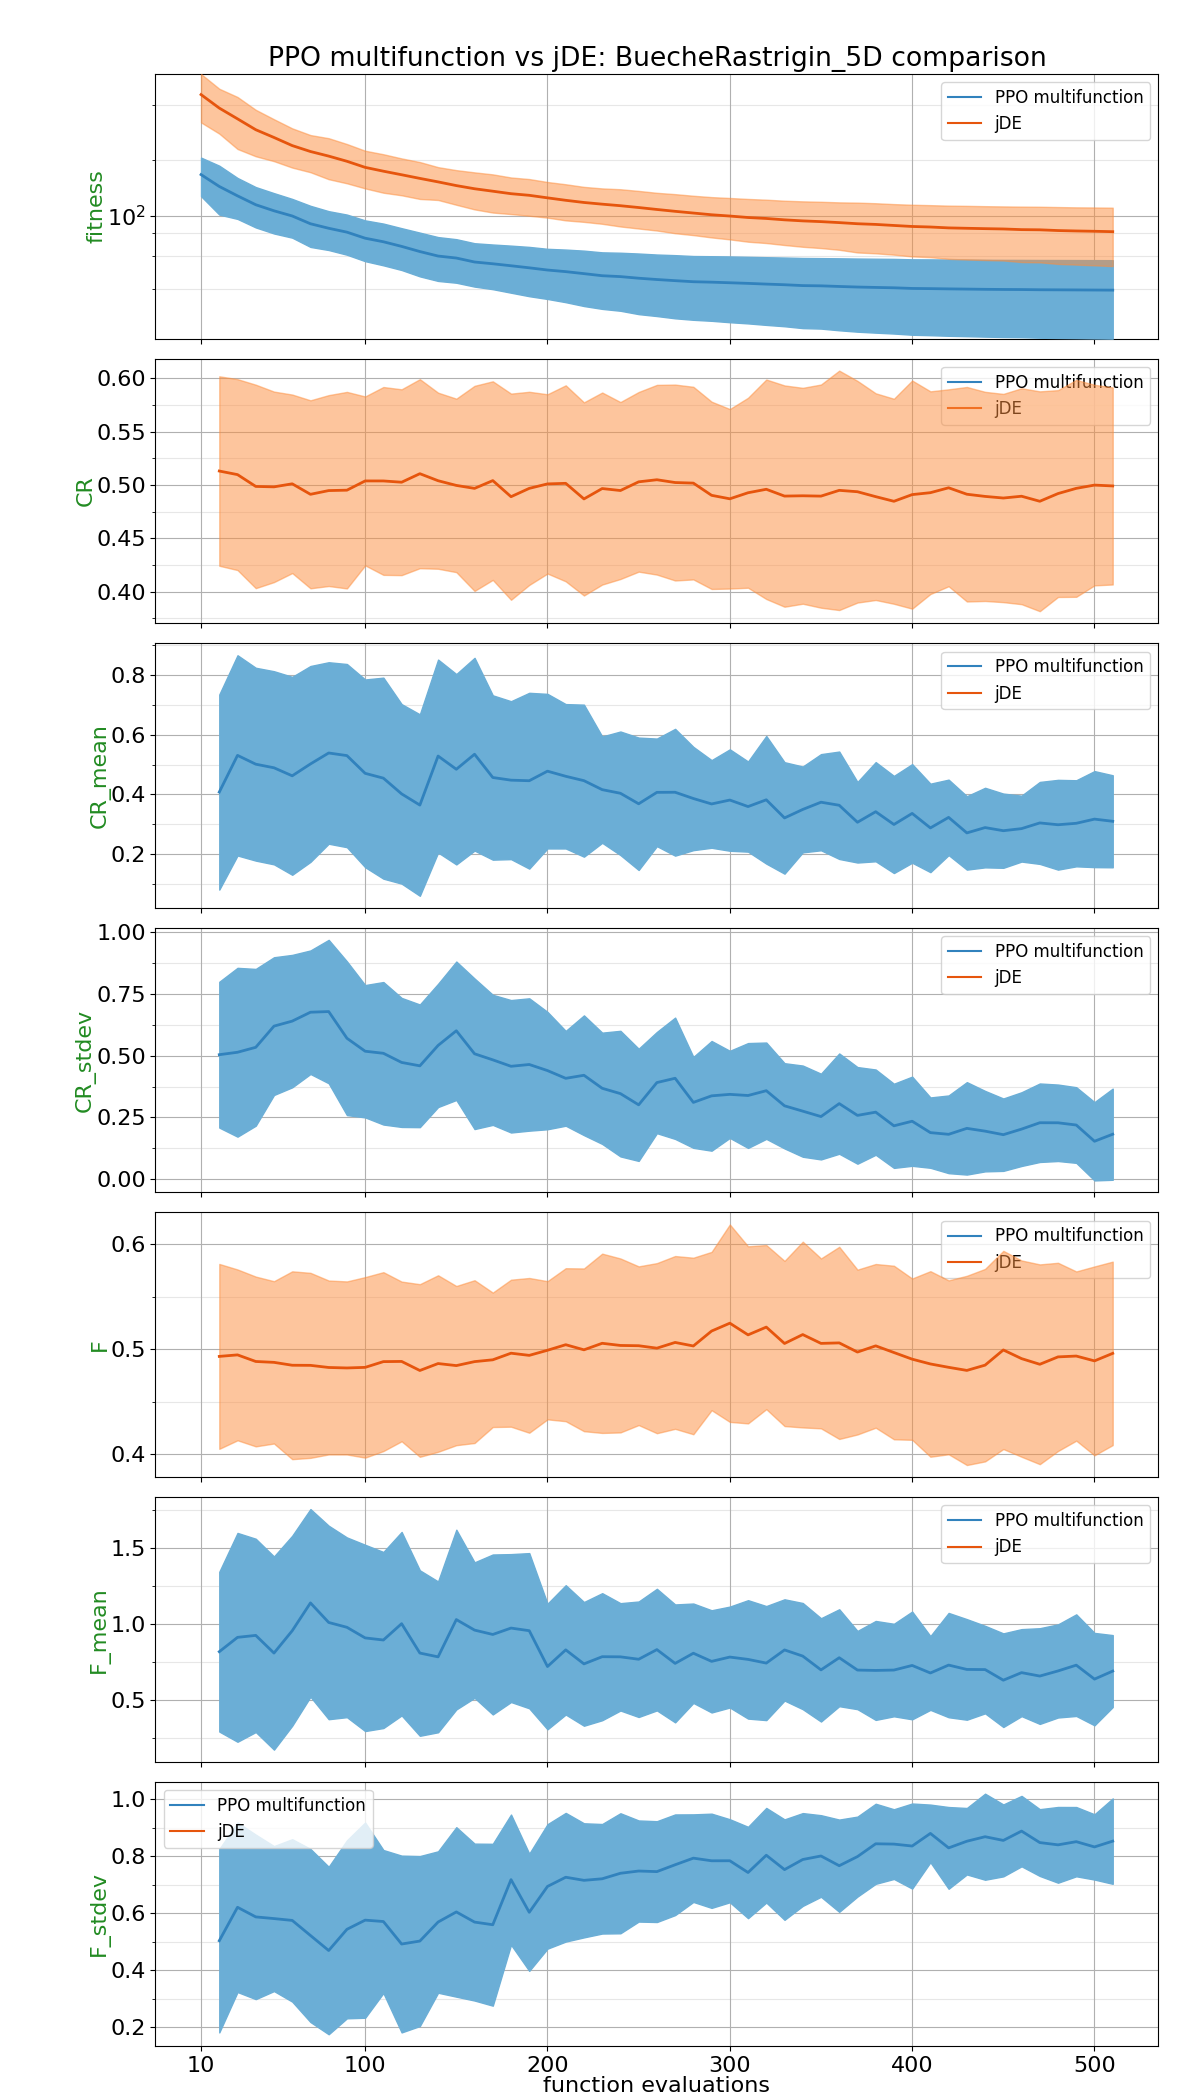 PPO multifunction vs jDE: BuecheRastrigin_5D comparison
PPO multifunction
jDE
fitness
10²
PPO multifunction
jDE
CR
0.60
0.55
0.50
0.45
0.40
PPO multifunction
jDE
CR_mean
0.8
0.6
0.4
0.2
PPO multifunction
jDE
CR_stdev
1.00
0.75
0.50
0.25
0.00
PPO multifunction
jDE
F
0.6
0.5
0.4
PPO multifunction
jDE
F_mean
1.5
1.0
0.5
PPO multifunction
jDE
F_stdev
1.0
0.8
0.6
0.4
0.2
10 100 200 300 400 500
function evaluations